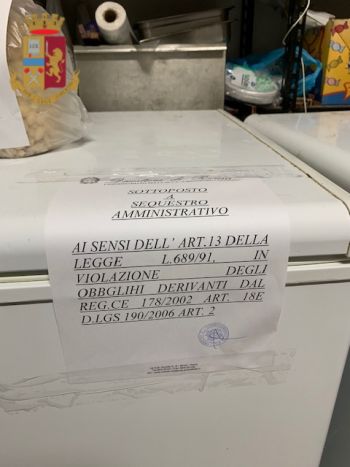 SOTTOPOSTO
A
SEQUESTRO
AMMINISTRATIVO
AI SENSI DELL' ART.13 DELLA
LEGGE L.689/91, IN
VIOLAZIONE DEGLI
OBBGLIHI DERIVANTI DAL
REG.CE 178/2002 ART. 18E
D.LGS 190/2006 ART. 2